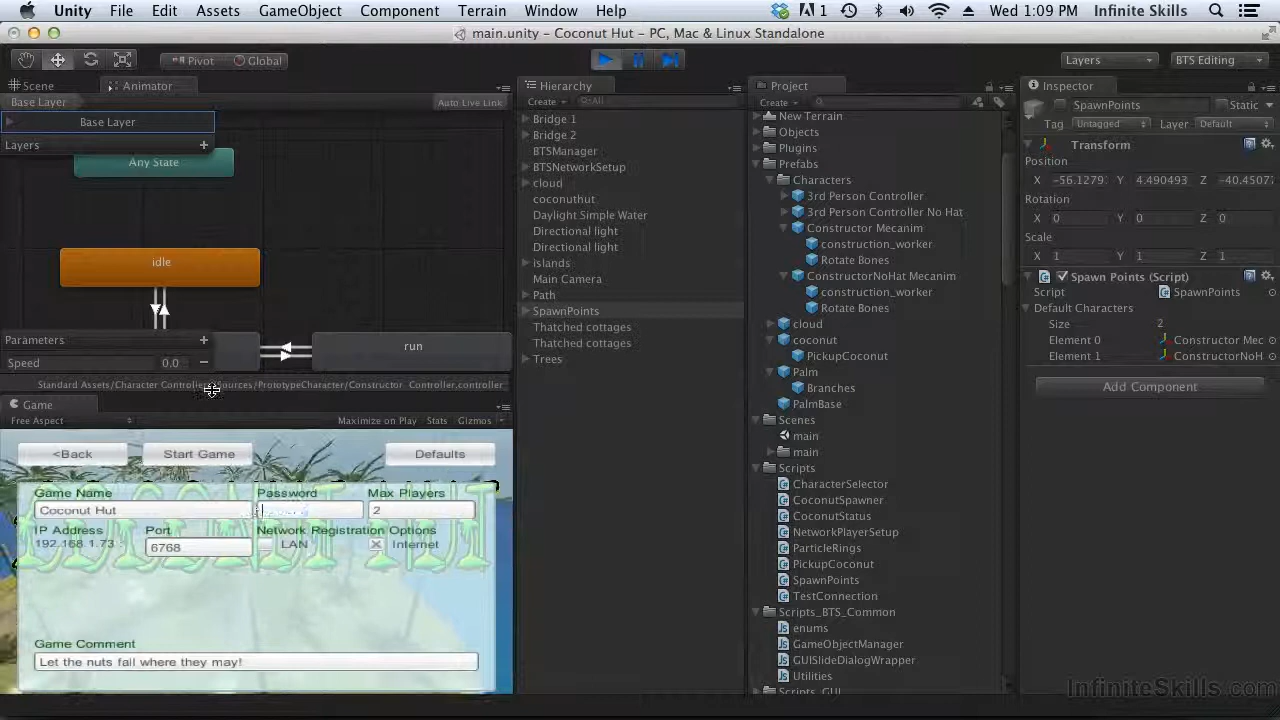 Unity File Edit Assets GameObject Component Terrain Window Help
1 Wed 1:09 PM Infinite Skills
main.unity - Coconut Hut - PC, Mac & Linux Standalone
Pivot Global
Layers
BTS Editing
Scene
Animator
Base Layer
Auto Live Link
Base Layer
Layers
Any State
idle
run
Parameters
Speed 0.0
Game
Free Aspect
Maximize on Play Stats Gizmos
<Back
Start Game
Defaults
Game Name
Password
Max Players
Coconut Hut
2
IP Address
Port
Network Registration Options
192.168.1.73 :
6768
LAN
Internet
COCONUT HUT
Game Comment
Let the nuts fall where they may!
Hierarchy
Create
All
Bridge 1
Bridge 2
BTSManager
BTSNetworkSetup
cloud
coconuthut
Daylight Simple Water
Directional light
Directional light
islands
Main Camera
Path
SpawnPoints
Thatched cottages
Thatched cottages
Trees
Project
Create
New Terrain
Objects
Plugins
Prefabs
Characters
3rd Person Controller
3rd Person Controller No Hat
Constructor Mecanim
construction_worker
Rotate Bones
ConstructorNoHat Mecanim
construction_worker
Rotate Bones
cloud
coconut
PickupCoconut
Palm
Branches
PalmBase
Scenes
main
main
Scripts
CharacterSelector
CoconutSpawner
CoconutStatus
NetworkPlayerSetup
ParticleRings
PickupCoconut
SpawnPoints
TestConnection
Scripts_BTS_Common
enums
GameObjectManager
GUISlideDialogWrapper
Utilities
Scripts_GUI
Inspector
SpawnPoints
Static
Tag Untagged Layer Default
Transform
Position
X -56.1279 Y 4.490493 Z -40.4507
Rotation
X 0 Y 0 Z 0
Scale
X 1 Y 1 Z 1
Spawn Points (Script)
Script SpawnPoints
Default Characters
Size 2
Element 0 Constructor Mec
Element 1 ConstructorNoH
Add Component
InfiniteSkills.com